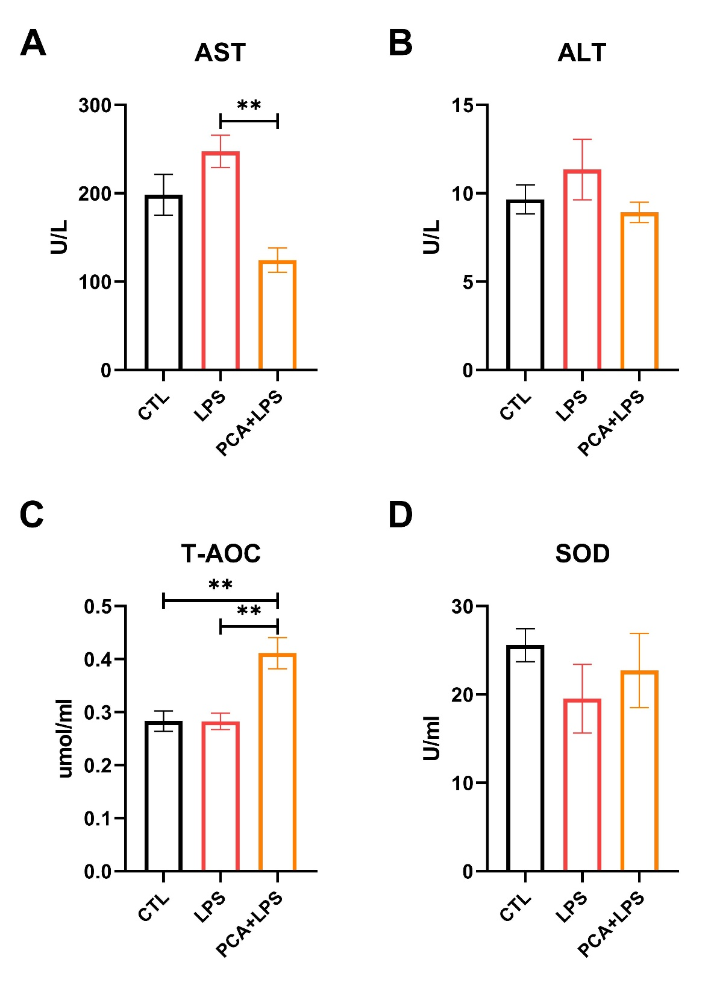 A
AST
300
200
100
0
U/L
**
CTL
LPS
PCA+LPS
B
ALT
15
10
5
0
U/L
CTL
LPS
PCA+LPS
C
T-AOC
**
**
0.5
0.4
0.3
0.2
0.1
0.0
umol/ml
CTL
LPS
PCA+LPS
D
SOD
30
20
10
0
U/ml
CTL
LPS
PCA+LPS